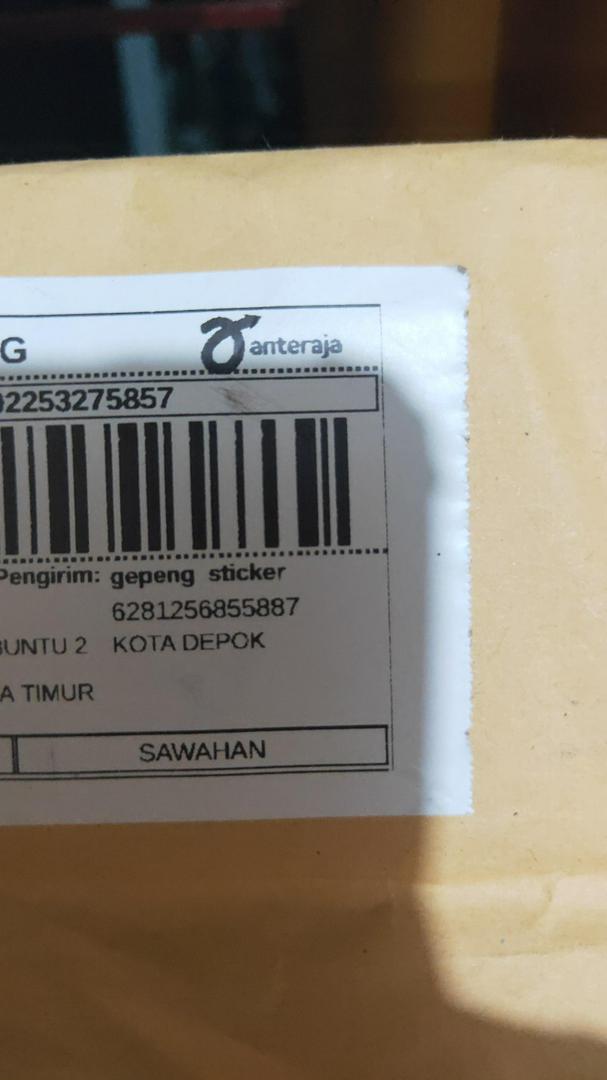 G
anteraja
2253275857
Pengirim: gepeng sticker
6281256855887
BUNTU 2 KOTA DEPOK
A TIMUR
SAWAHAN